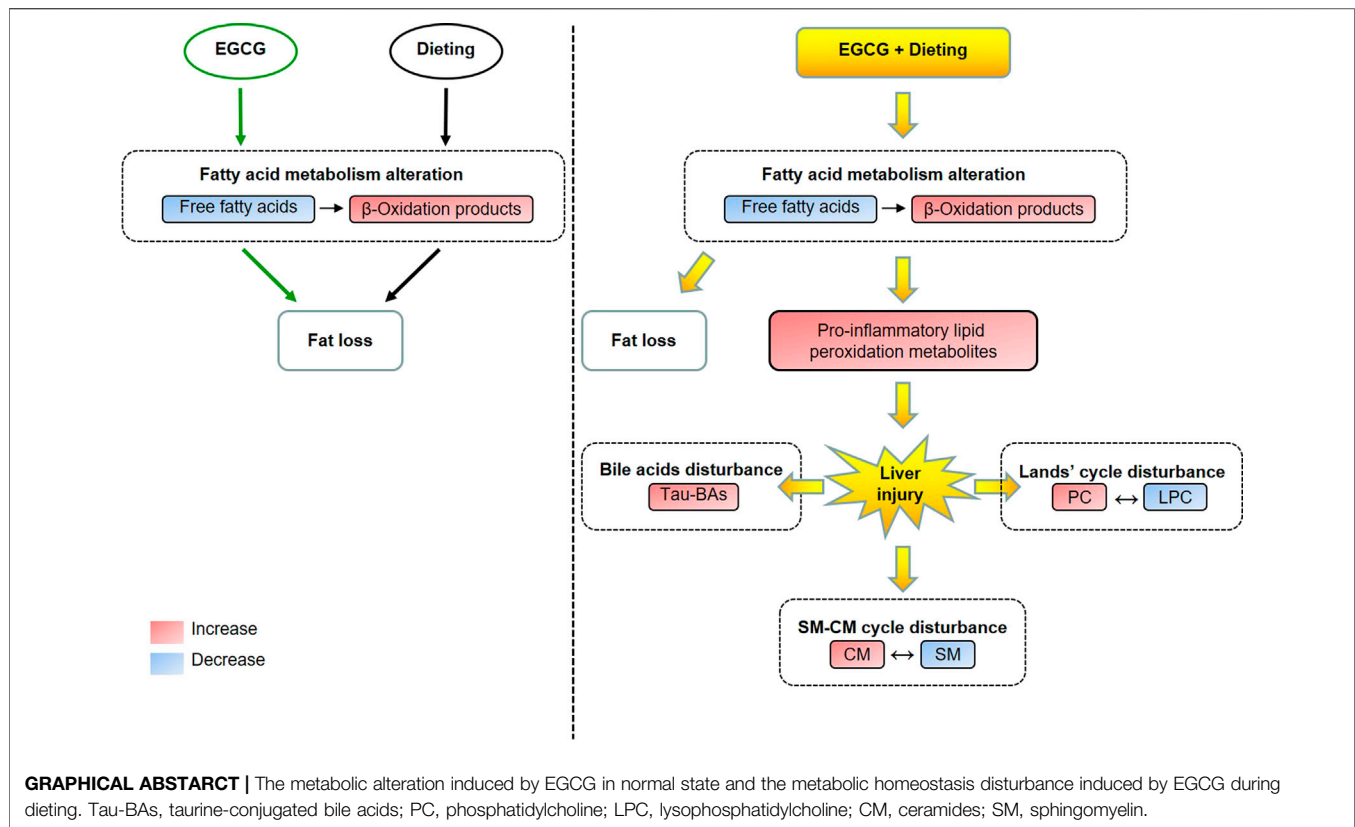 EGCG
Dieting
Fatty acid metabolism alteration
Free fatty acids
β-Oxidation products
Fat loss
Increase
Decrease
EGCG + Dieting
Fatty acid metabolism alteration
Free fatty acids
β-Oxidation products
Fat loss
Pro-inflammatory lipid
peroxidation metabolites
Bile acids disturbance
Tau-BAs
Liver
injury
Lands’ cycle disturbance
PC
LPC
SM-CM cycle disturbance
CM
SM
GRAPHICAL ABSTARCT | The metabolic alteration induced by EGCG in normal state and the metabolic homeostasis disturbance induced by EGCG during
dieting. Tau-BAs, taurine-conjugated bile acids; PC, phosphatidylcholine; LPC, lysophosphatidylcholine; CM, ceramides; SM, sphingomyelin.